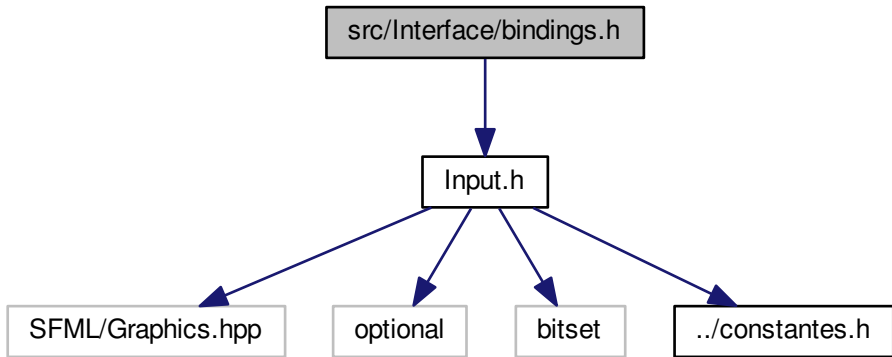 src/Interface/bindings.h
Input.h
SFML/Graphics.hpp
optional
bitset
../constantes.h